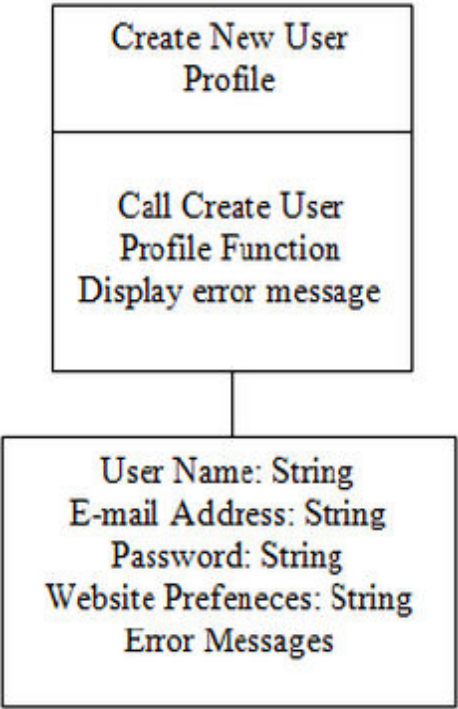 Create New User
Profile
Call Create User
Profile Function
Display error message
User Name: String
E-mail Address: String
Password: String
Website Prefeneces: String
Error Messages